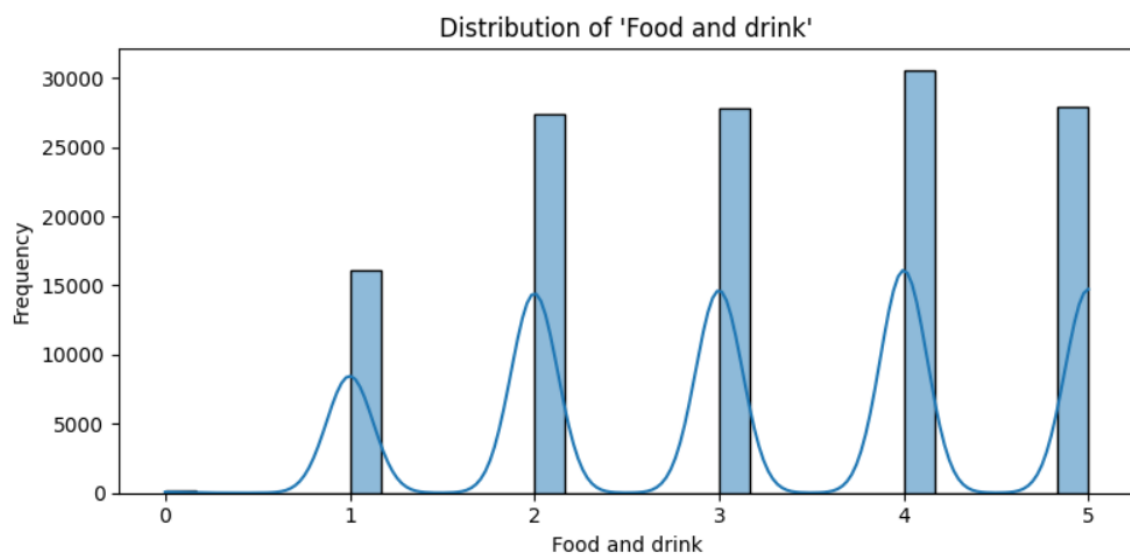 Distribution of 'Food and drink'
30000
25000
20000
15000
10000
5000
0
Frequency
0 1 2 3 4 5
Food and drink